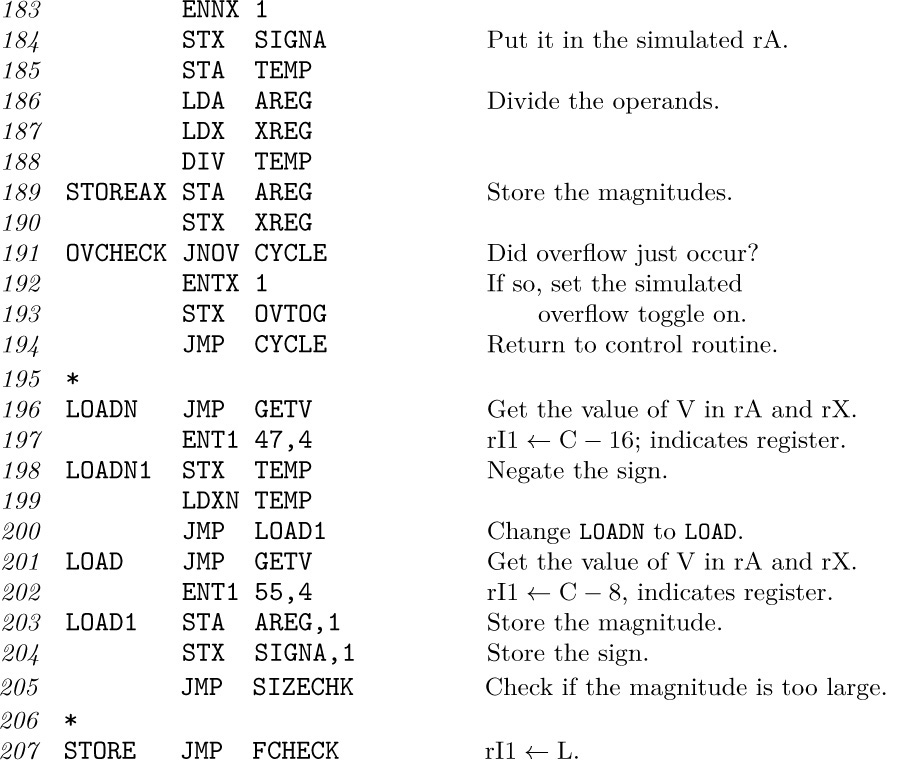 183 ENNX 1
184 STX SIGNA Put it in the simulated rA.
185 STA TEMP
186 LDA AREG Divide the operands.
187 LDX XREG
188 DIV TEMP
189 STOREAX STA AREG Store the magnitudes.
190 STX XREG
191 OVCHECK JNOV CYCLE Did overflow just occur?
192 ENTX 1 If so, set the simulated
193 STX OVTOG overflow toggle on.
194 JMP CYCLE Return to control routine.
195 *
196 LOADN JMP GETV Get the value of V in rA and rX.
197 ENT1 47,4 rI1 ← C − 16; indicates register.
198 LOADN1 STX TEMP Negate the sign.
199 LDXN TEMP
200 JMP LOAD1 Change LOADN to LOAD.
201 LOAD JMP GETV Get the value of V in rA and rX.
202 ENT1 55,4 rI1 ← C − 8, indicates register.
203 LOAD1 STA AREG,1 Store the magnitude.
204 STX SIGNA,1 Store the sign.
205 JMP SIZECHK Check if the magnitude is too large.
206 *
207 STORE JMP FCHECK rI1 ← L.